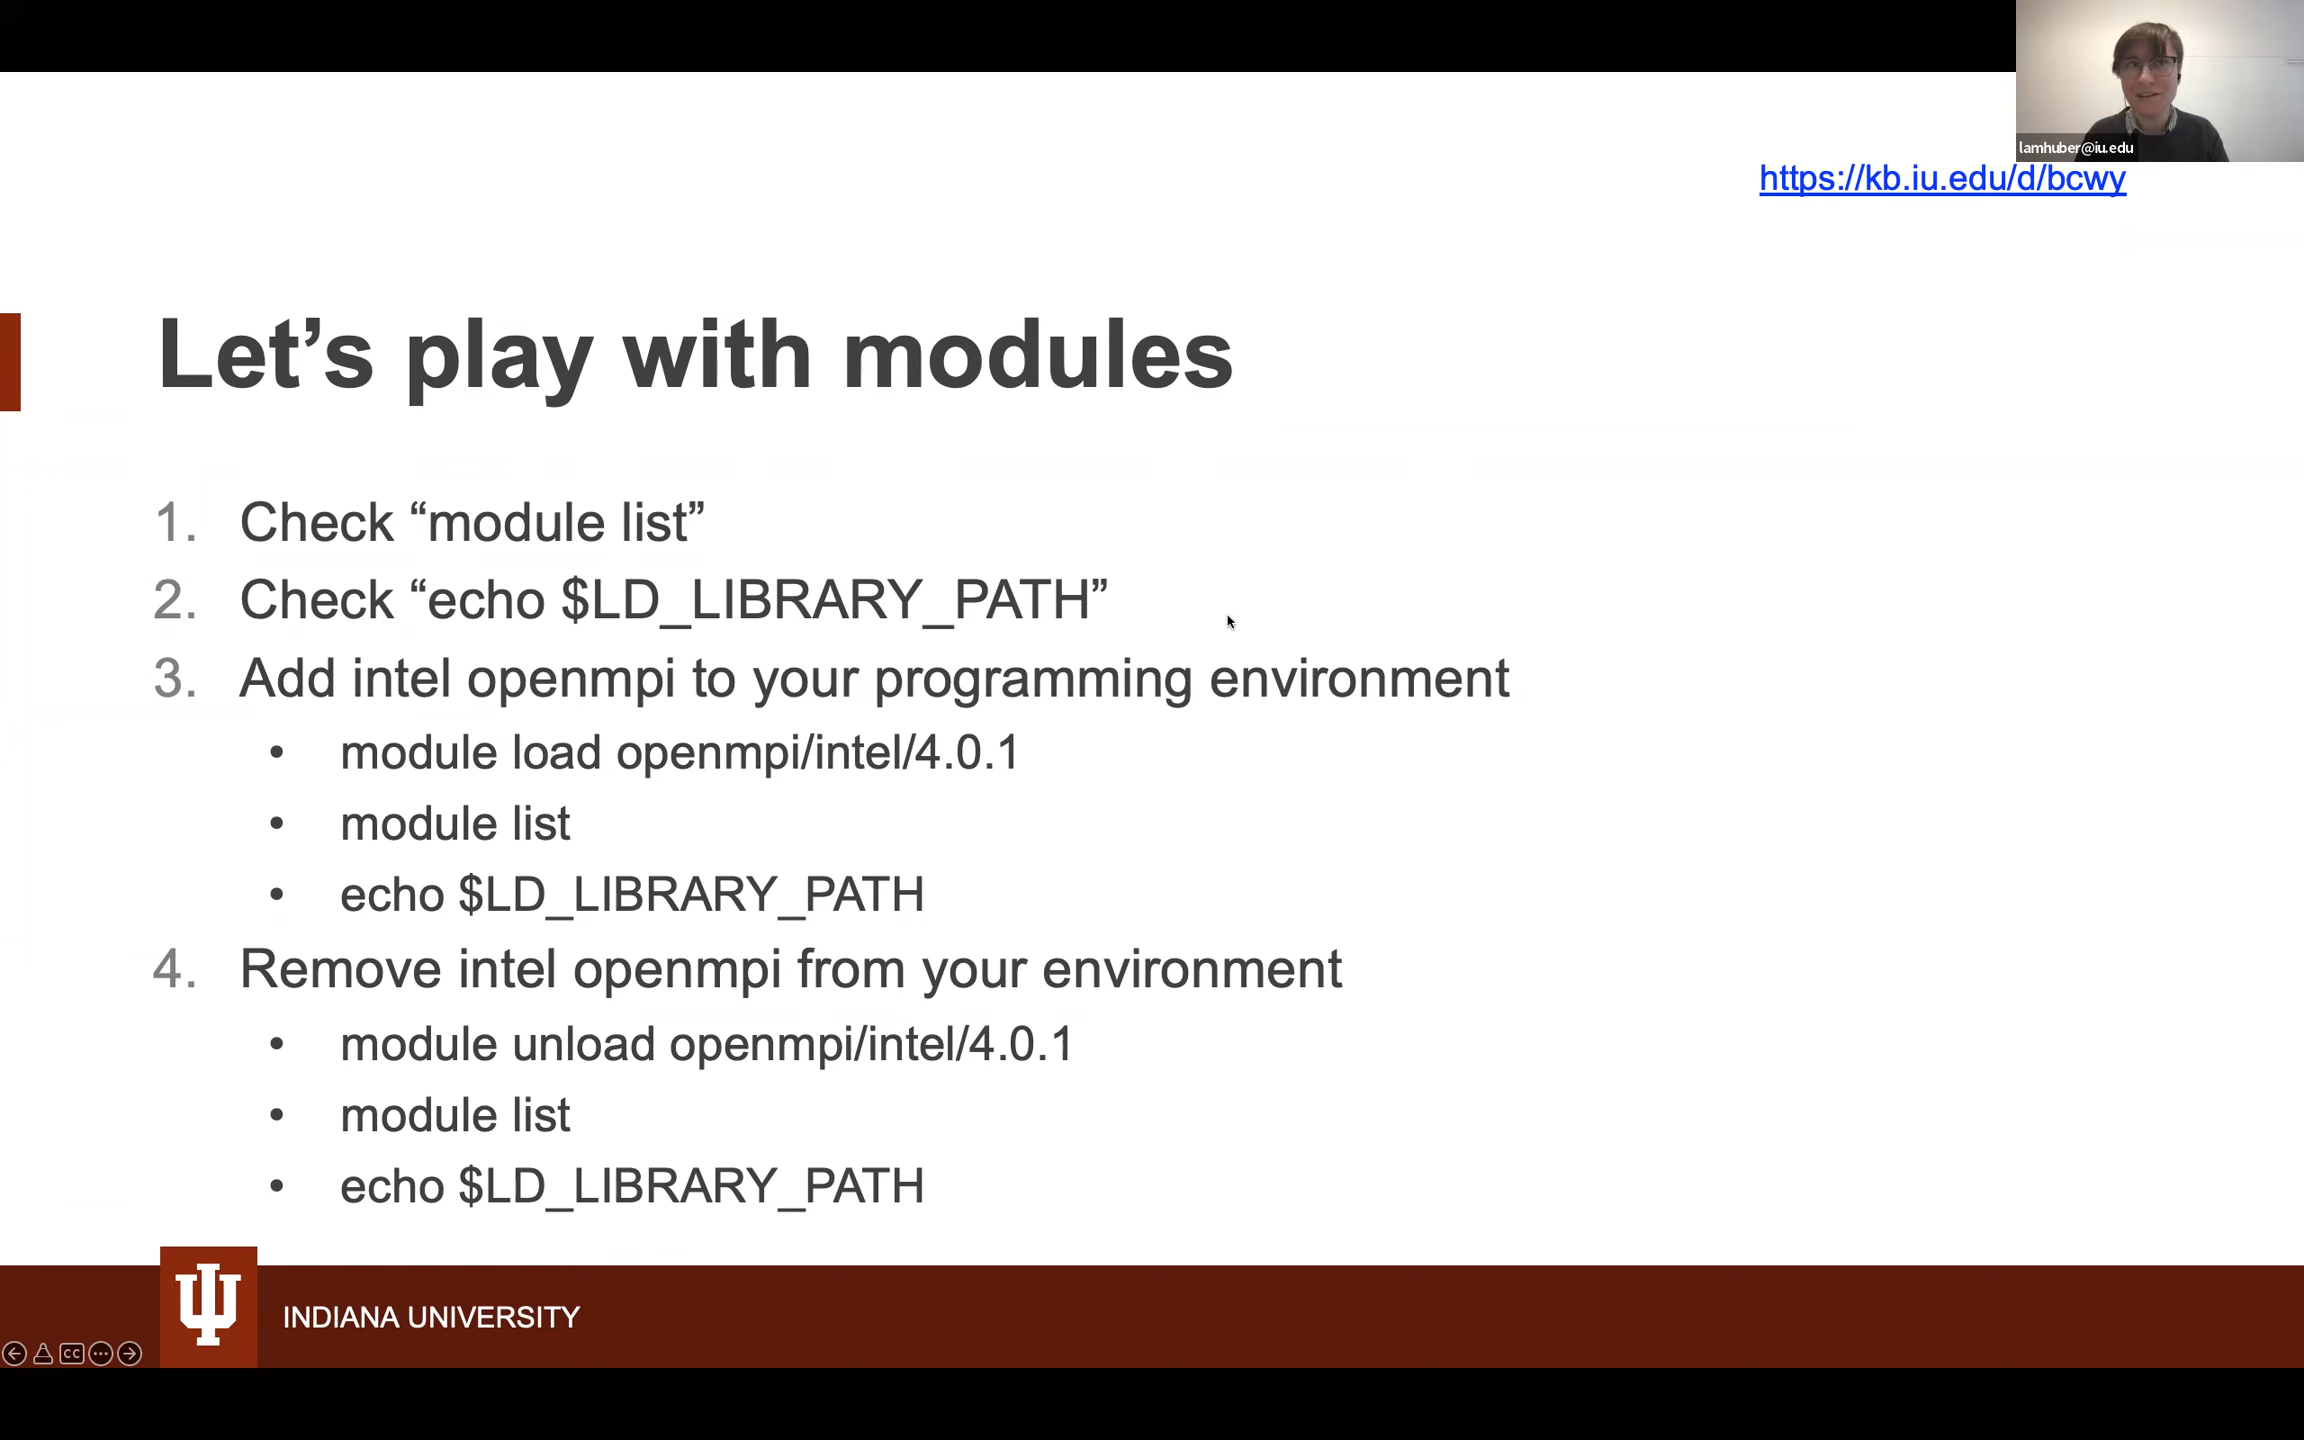 lamhuber@iu.edu
https://kb.iu.edu/d/bcwy
Let’s play with modules
1. Check “module list”
2. Check “echo $LD_LIBRARY_PATH”
3. Add intel openmpi to your programming environment
• module load openmpi/intel/4.0.1
• module list
• echo $LD_LIBRARY_PATH
4. Remove intel openmpi from your environment
• module unload openmpi/intel/4.0.1
• module list
• echo $LD_LIBRARY_PATH
INDIANA UNIVERSITY
CC